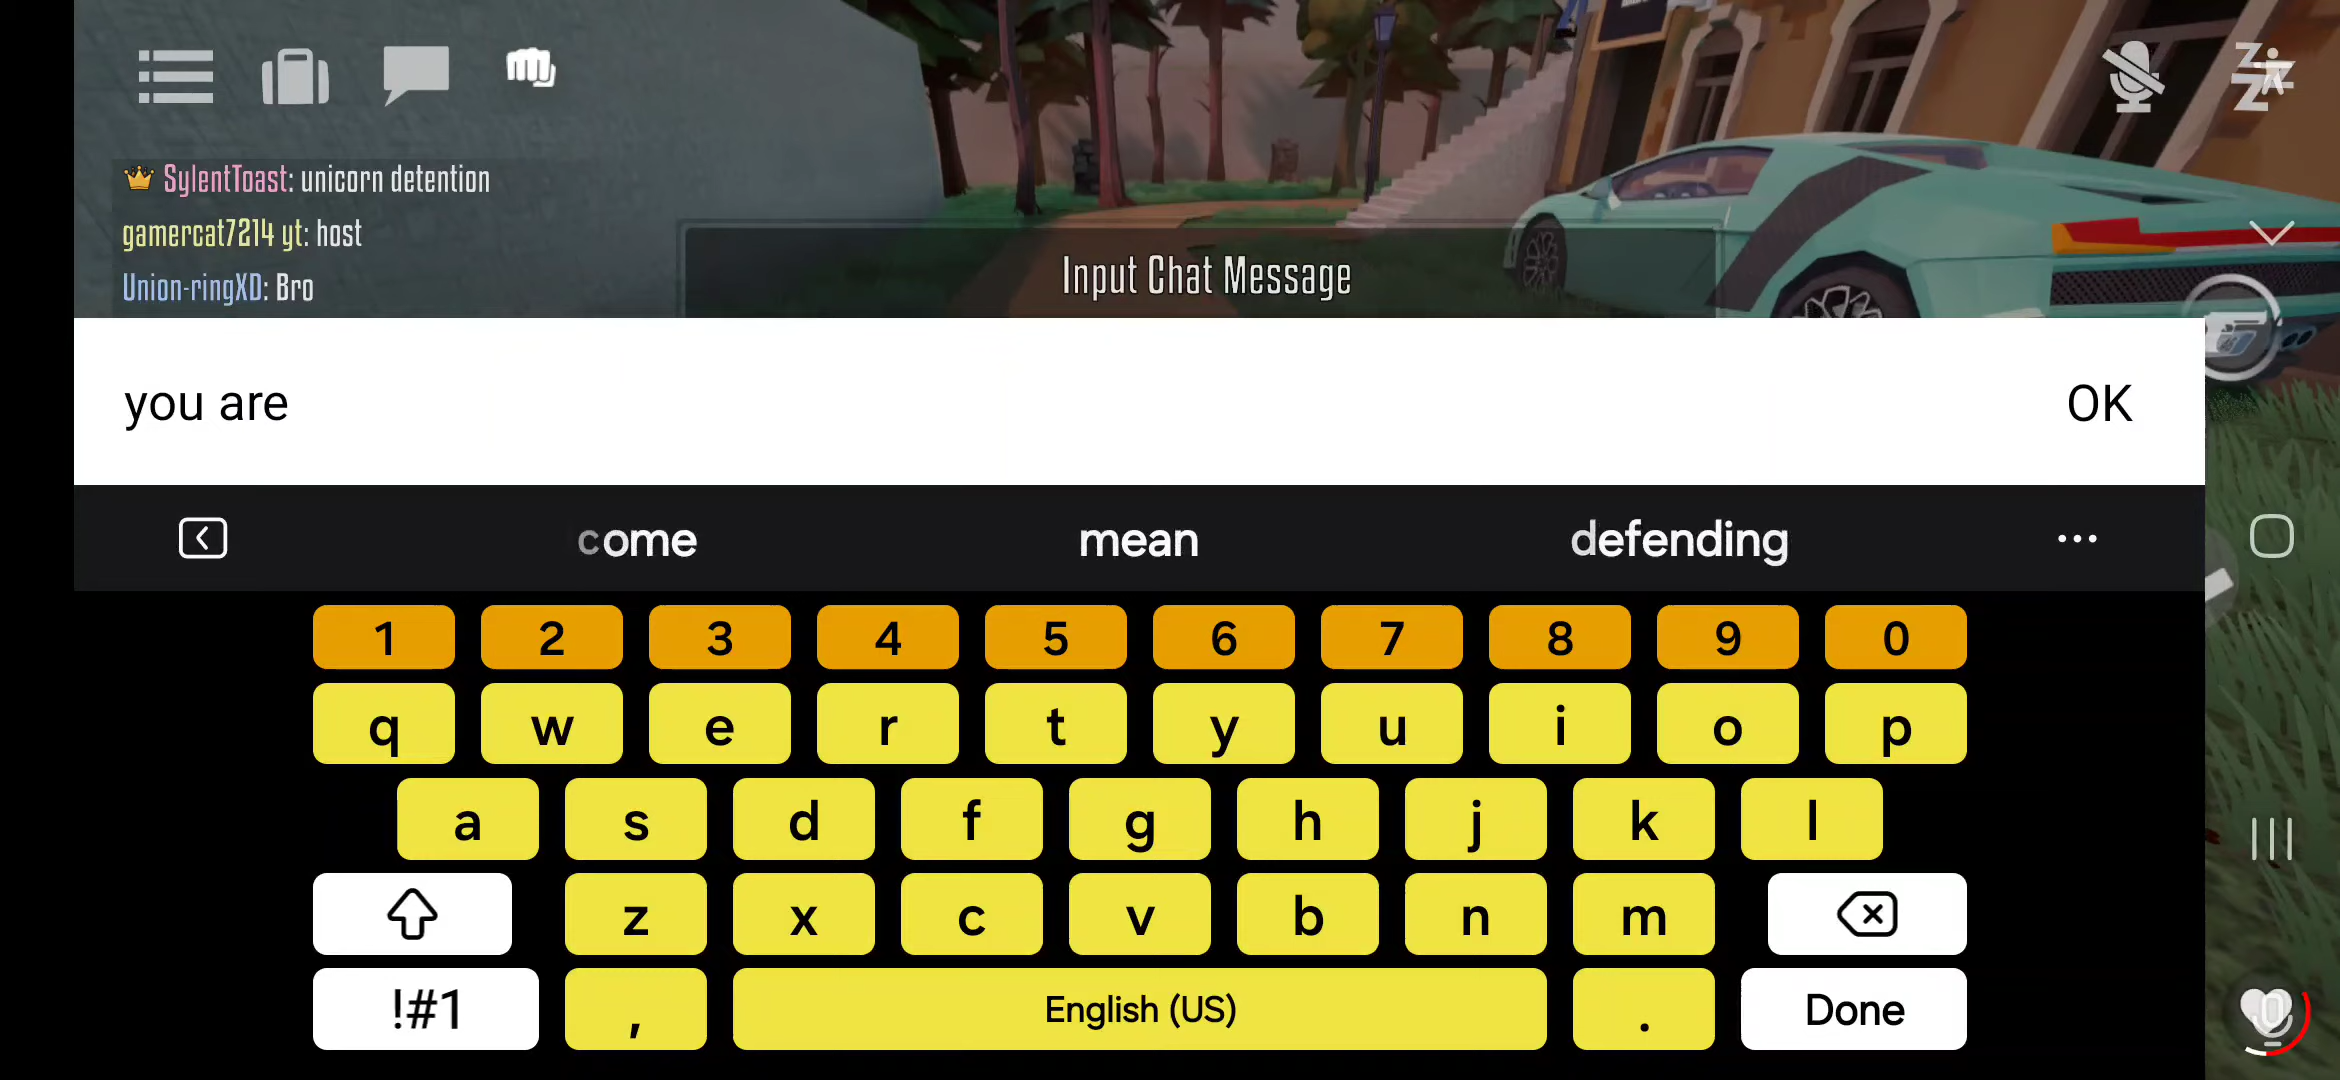 SylentToast: unicorn detention
gamercat7214 yt: host
Union-ringXD: Bro
Input Chat Message
you are
OK
come mean defending
1 2 3 4 5 6 7 8 9 0
q w e r t y u i o p
a s d f g h j k l
z x c v b n m
!#1 , English (US) . Done